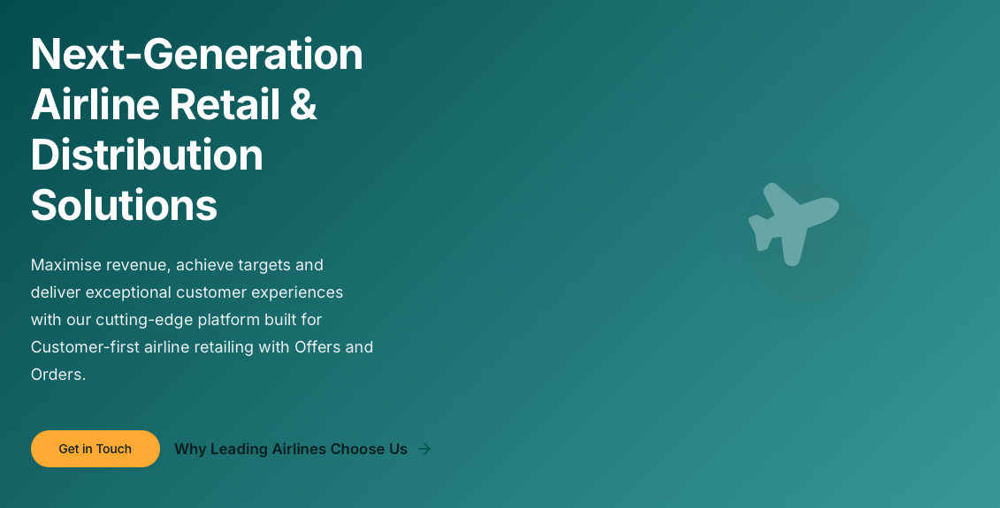 Next-Generation
Airline Retail &
Distribution
Solutions
Maximise revenue, achieve targets and
deliver exceptional customer experiences
with our cutting-edge platform built for
Customer-first airline retailing with Offers and
Orders.
Get in Touch
Why Leading Airlines Choose Us →